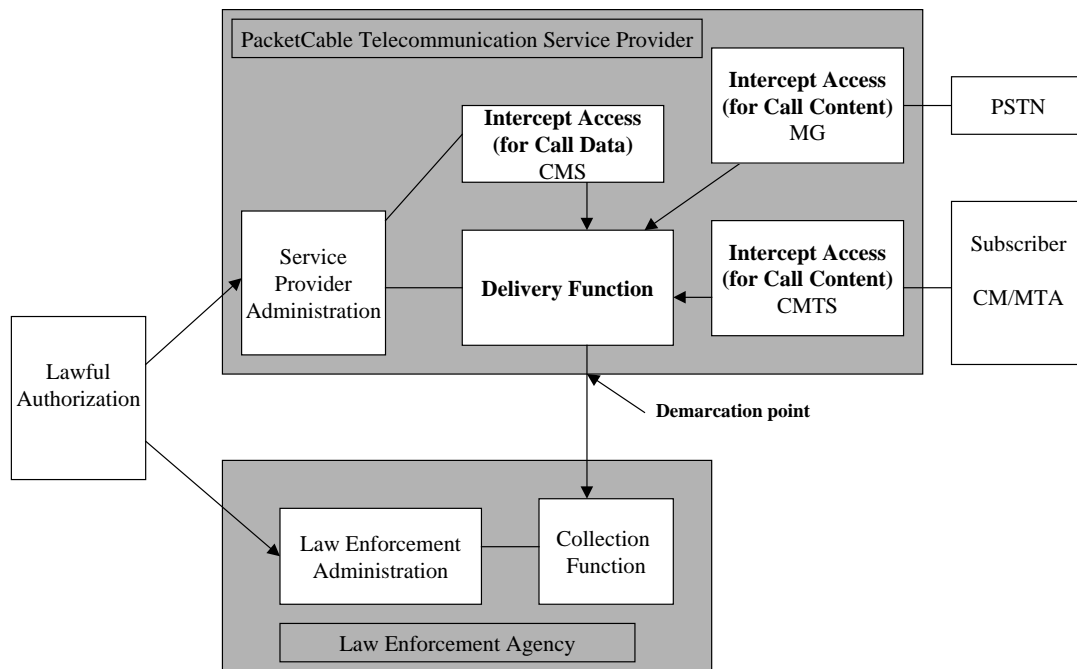 PacketCable Telecommunication Service Provider
Intercept Access
(for Call Data)
CMS
Intercept Access
(for Call Content)
MG
PSTN
Service
Provider
Administration
Delivery Function
Intercept Access
(for Call Content)
CMTS
Subscriber
CM/MTA
Lawful
Authorization
Demarcation point
Law Enforcement
Administration
Collection
Function
Law Enforcement Agency